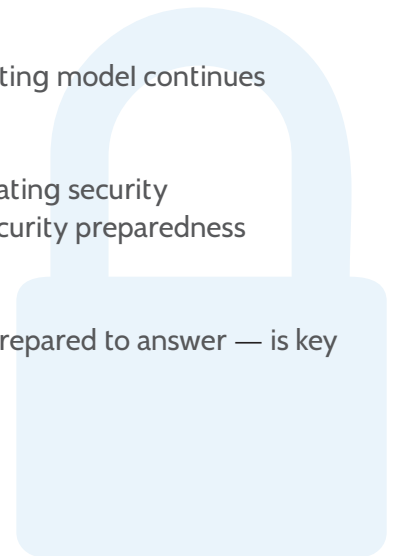 ting model continues
ating security
curity preparedness
repared to answer — is key